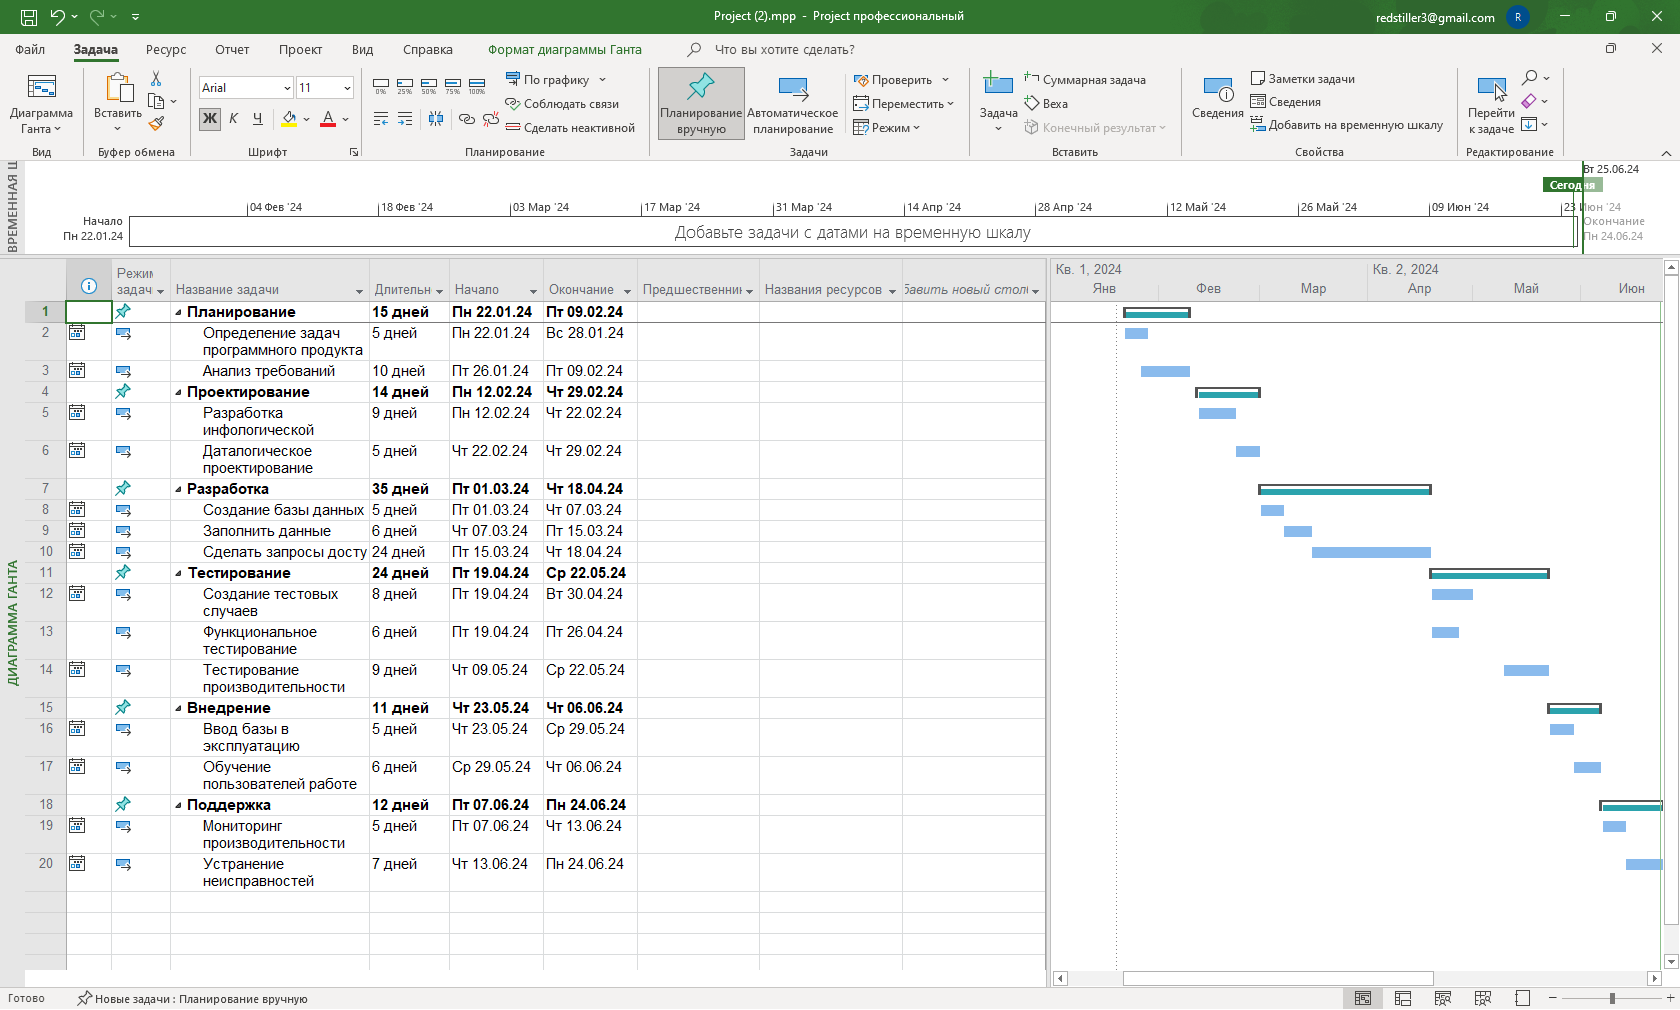 Project (2).mpp - Project профессиональный
redstiller3@gmail.com
R
Файл Задача Ресурс Отчет Проект Вид Справка Формат диаграммы Ганта Что вы хотите сделать?
Диаграмма Ганта
Вид
Вставить
Буфер обмена
Arial 11
Ж К Ч А
Шрифт
0% 25% 50% 75% 100%
По графику
Соблюдать связи
Сделать неактивной
Планирование
Планирование вручную
Автоматическое планирование
Проверить
Переместить
Режим
Задачи
Задача
Суммарная задача
Веха
Конечный результат
Вставить
Сведения
Заметки задачи
Сведения
Добавить на временную шкалу
Свойства
Перейти к задаче
Редактирование
ВРЕМЕННАЯ Ш
Вт 25.06.24
Сегодня
04 Фев '24 18 Фев '24 03 Мар '24 17 Мар '24 31 Мар '24 14 Апр '24 28 Апр '24 12 Май '24 26 Май '24 09 Июн '24 23 Июн '24
Начало
Пн 22.01.24
Добавьте задачи с датами на временную шкалу
Окончание
Пн 24.06.24
ДИАГРАММА ГАНТА
Режим задачи Название задачи Длительн Начало Окончание Предшественник Названия ресурсов бавить новый столб
Кв. 1, 2024 Кв. 2, 2024
Янв Фев Мар Апр Май Июн
1 Планирование 15 дней Пн 22.01.24 Пт 09.02.24
2 Определение задач программного продукта 5 дней Пн 22.01.24 Вс 28.01.24
3 Анализ требований 10 дней Пт 26.01.24 Пт 09.02.24
4 Проектирование 14 дней Пн 12.02.24 Чт 29.02.24
5 Разработка инфологической 9 дней Пн 12.02.24 Чт 22.02.24
6 Даталогическое проектирование 5 дней Чт 22.02.24 Чт 29.02.24
7 Разработка 35 дней Пт 01.03.24 Чт 18.04.24
8 Создание базы данных 5 дней Пт 01.03.24 Чт 07.03.24
9 Заполнить данные 6 дней Чт 07.03.24 Пт 15.03.24
10 Сделать запросы досту 24 дней Пт 15.03.24 Чт 18.04.24
11 Тестирование 24 дней Пт 19.04.24 Ср 22.05.24
12 Создание тестовых случаев 8 дней Пт 19.04.24 Вт 30.04.24
13 Функциональное тестирование 6 дней Пт 19.04.24 Пт 26.04.24
14 Тестирование производительности 9 дней Чт 09.05.24 Ср 22.05.24
15 Внедрение 11 дней Чт 23.05.24 Чт 06.06.24
16 Ввод базы в эксплуатацию 5 дней Чт 23.05.24 Ср 29.05.24
17 Обучение пользователей работе 6 дней Ср 29.05.24 Чт 06.06.24
18 Поддержка 12 дней Пт 07.06.24 Пн 24.06.24
19 Мониторинг производительности 5 дней Пт 07.06.24 Чт 13.06.24
20 Устранение неисправностей 7 дней Чт 13.06.24 Пн 24.06.24
Готово Новые задачи : Планирование вручную